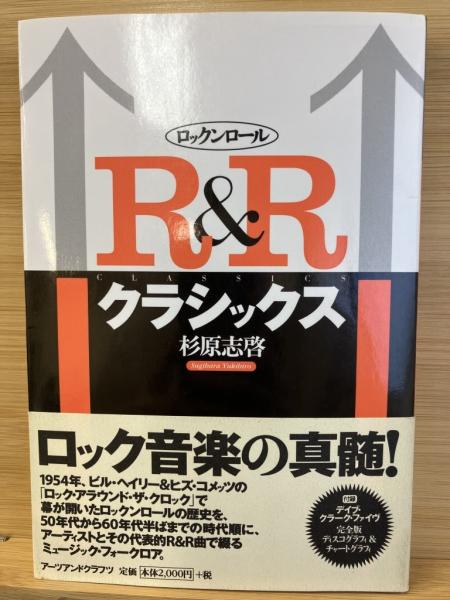 ロックンロール
R&R
CLASSICS
クラシックス
杉原志啓
Sugihara Yukihiro
ロック音楽の真髄!
1954年、ビル・ヘイリー&ヒズ・コメッツの
「ロック・アラウンド・ザ・クロック」で
幕が開いたロックンロールの歴史を、
50年代から60年代半ばまでの時代順に、
アーティストとその代表的R&R曲で綴る
ミュージック・フォークロア。
付録
デイブ・
クラーク・ファイヴ
完全版
ディスコグラフィ&
チャートグラフィ
アーツアンドクラフツ 定価 本体2,000円 +税